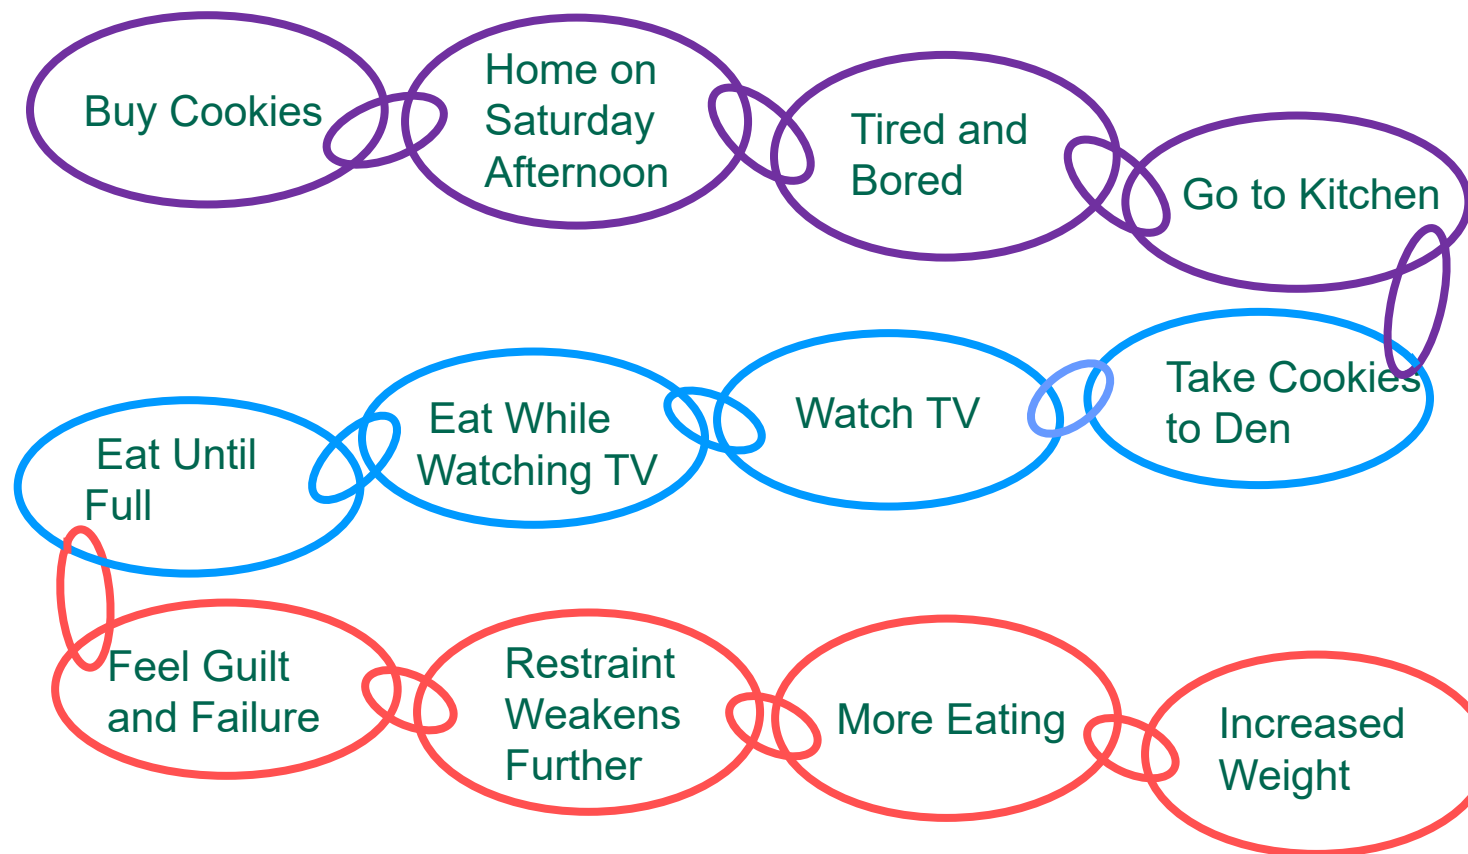 Buy Cookies
Home on
Saturday
Afternoon
Tired and
Bored
Go to Kitchen
Take Cookies
to Den
Watch TV
Eat While
Watching TV
Eat Until
Full
Feel Guilt
and Failure
Restraint
Weakens
Further
More Eating
Increased
Weight